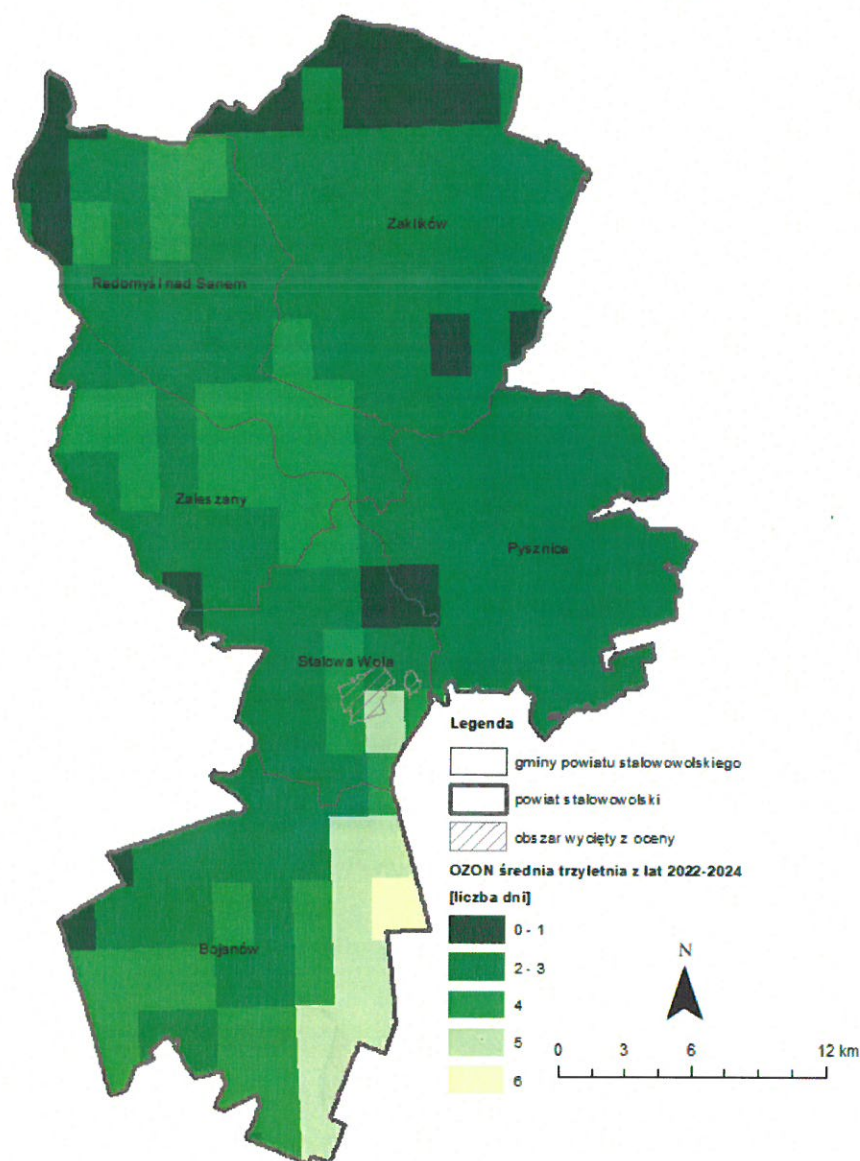 Zaklików
Radomyśl nad Sanem
Zaleszany
Pysznica
Stalowa Wola
Bojanów
Legenda
gminy powiatu stalowowolskiego
powiat stalowowolski
obszar wycięty z oceny
OZON średnia trzyletnia z lat 2022-2024
[liczba dni]
0 - 1
2 - 3
4
5
6
N
0 3 6 12 km